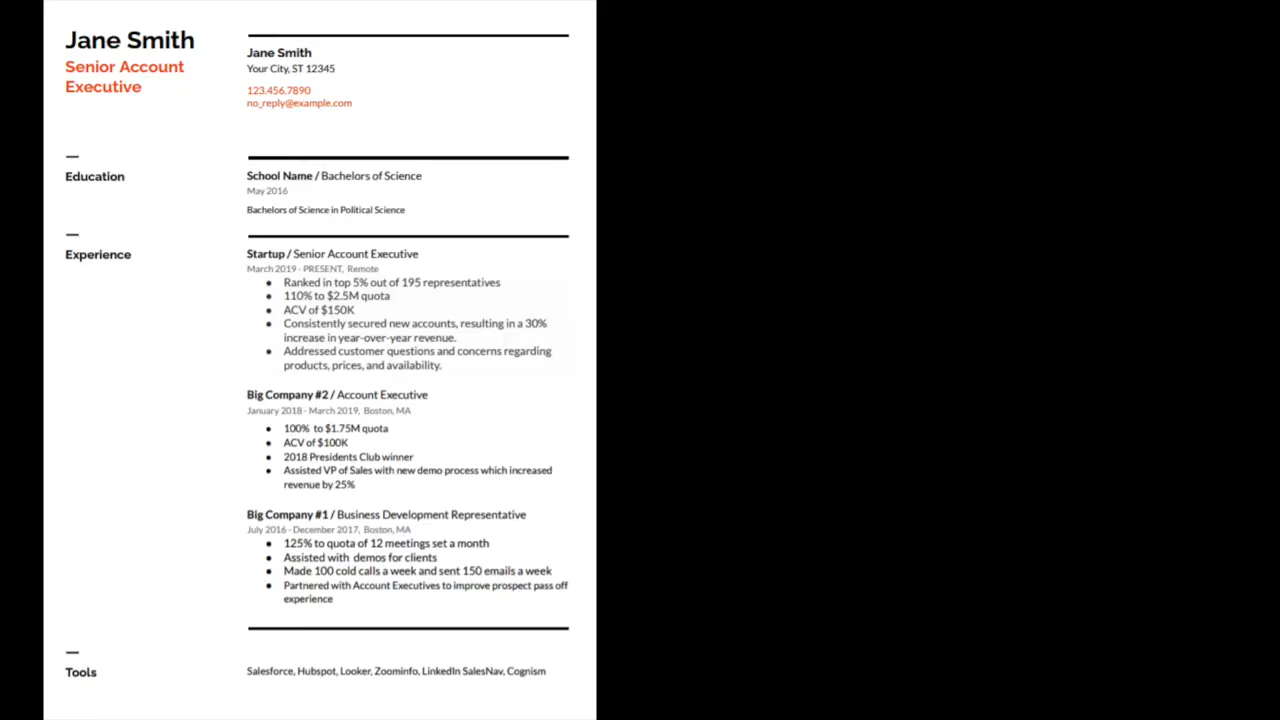 Jane Smith
Senior Account
Executive
Jane Smith
Your City, ST 12345
123.456.7890
no_reply@example.com
—
Education
School Name / Bachelors of Science
May 2016
Bachelors of Science in Political Science
—
Experience
Startup / Senior Account Executive
March 2019 - PRESENT, Remote
● Ranked in top 5% out of 195 representatives
● 110% to $2.5M quota
● ACV of $150K
● Consistently secured new accounts, resulting in a 30%
increase in year-over-year revenue.
● Addressed customer questions and concerns regarding
products, prices, and availability.
Big Company #2 / Account Executive
January 2018 - March 2019, Boston, MA
● 100% to $1.75M quota
● ACV of $100K
● 2018 Presidents Club winner
● Assisted VP of Sales with new demo process which increased
revenue by 25%
Big Company #1 / Business Development Representative
July 2016 - December 2017, Boston, MA
● 125% to quota of 12 meetings set a month
● Assisted with demos for clients
● Made 100 cold calls a week and sent 150 emails a week
● Partnered with Account Executives to improve prospect pass off
experience
—
Tools
Salesforce, Hubspot, Looker, Zoominfo, LinkedIn SalesNav, Cognism